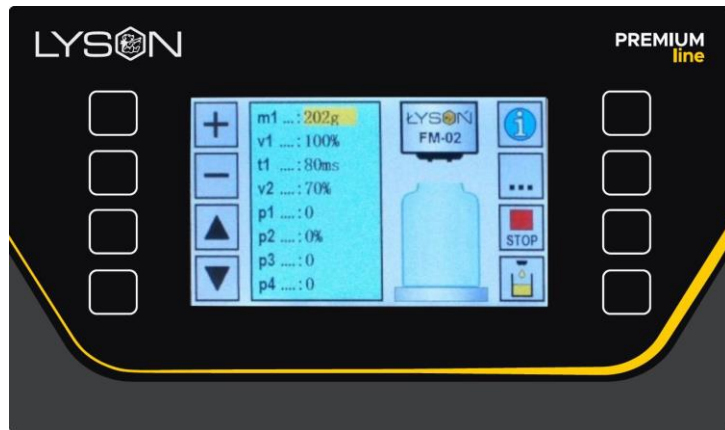 LYSON
PREMIUM
line
+
−
m1 ...:202g
v1 ....:100%
t1 ....:80ms
v2 ....:70%
p1 ....:0
p2 ....:0%
p3 ....:0
p4 ....:0
ŁYSOŃ
FM-02
i
...
STOP